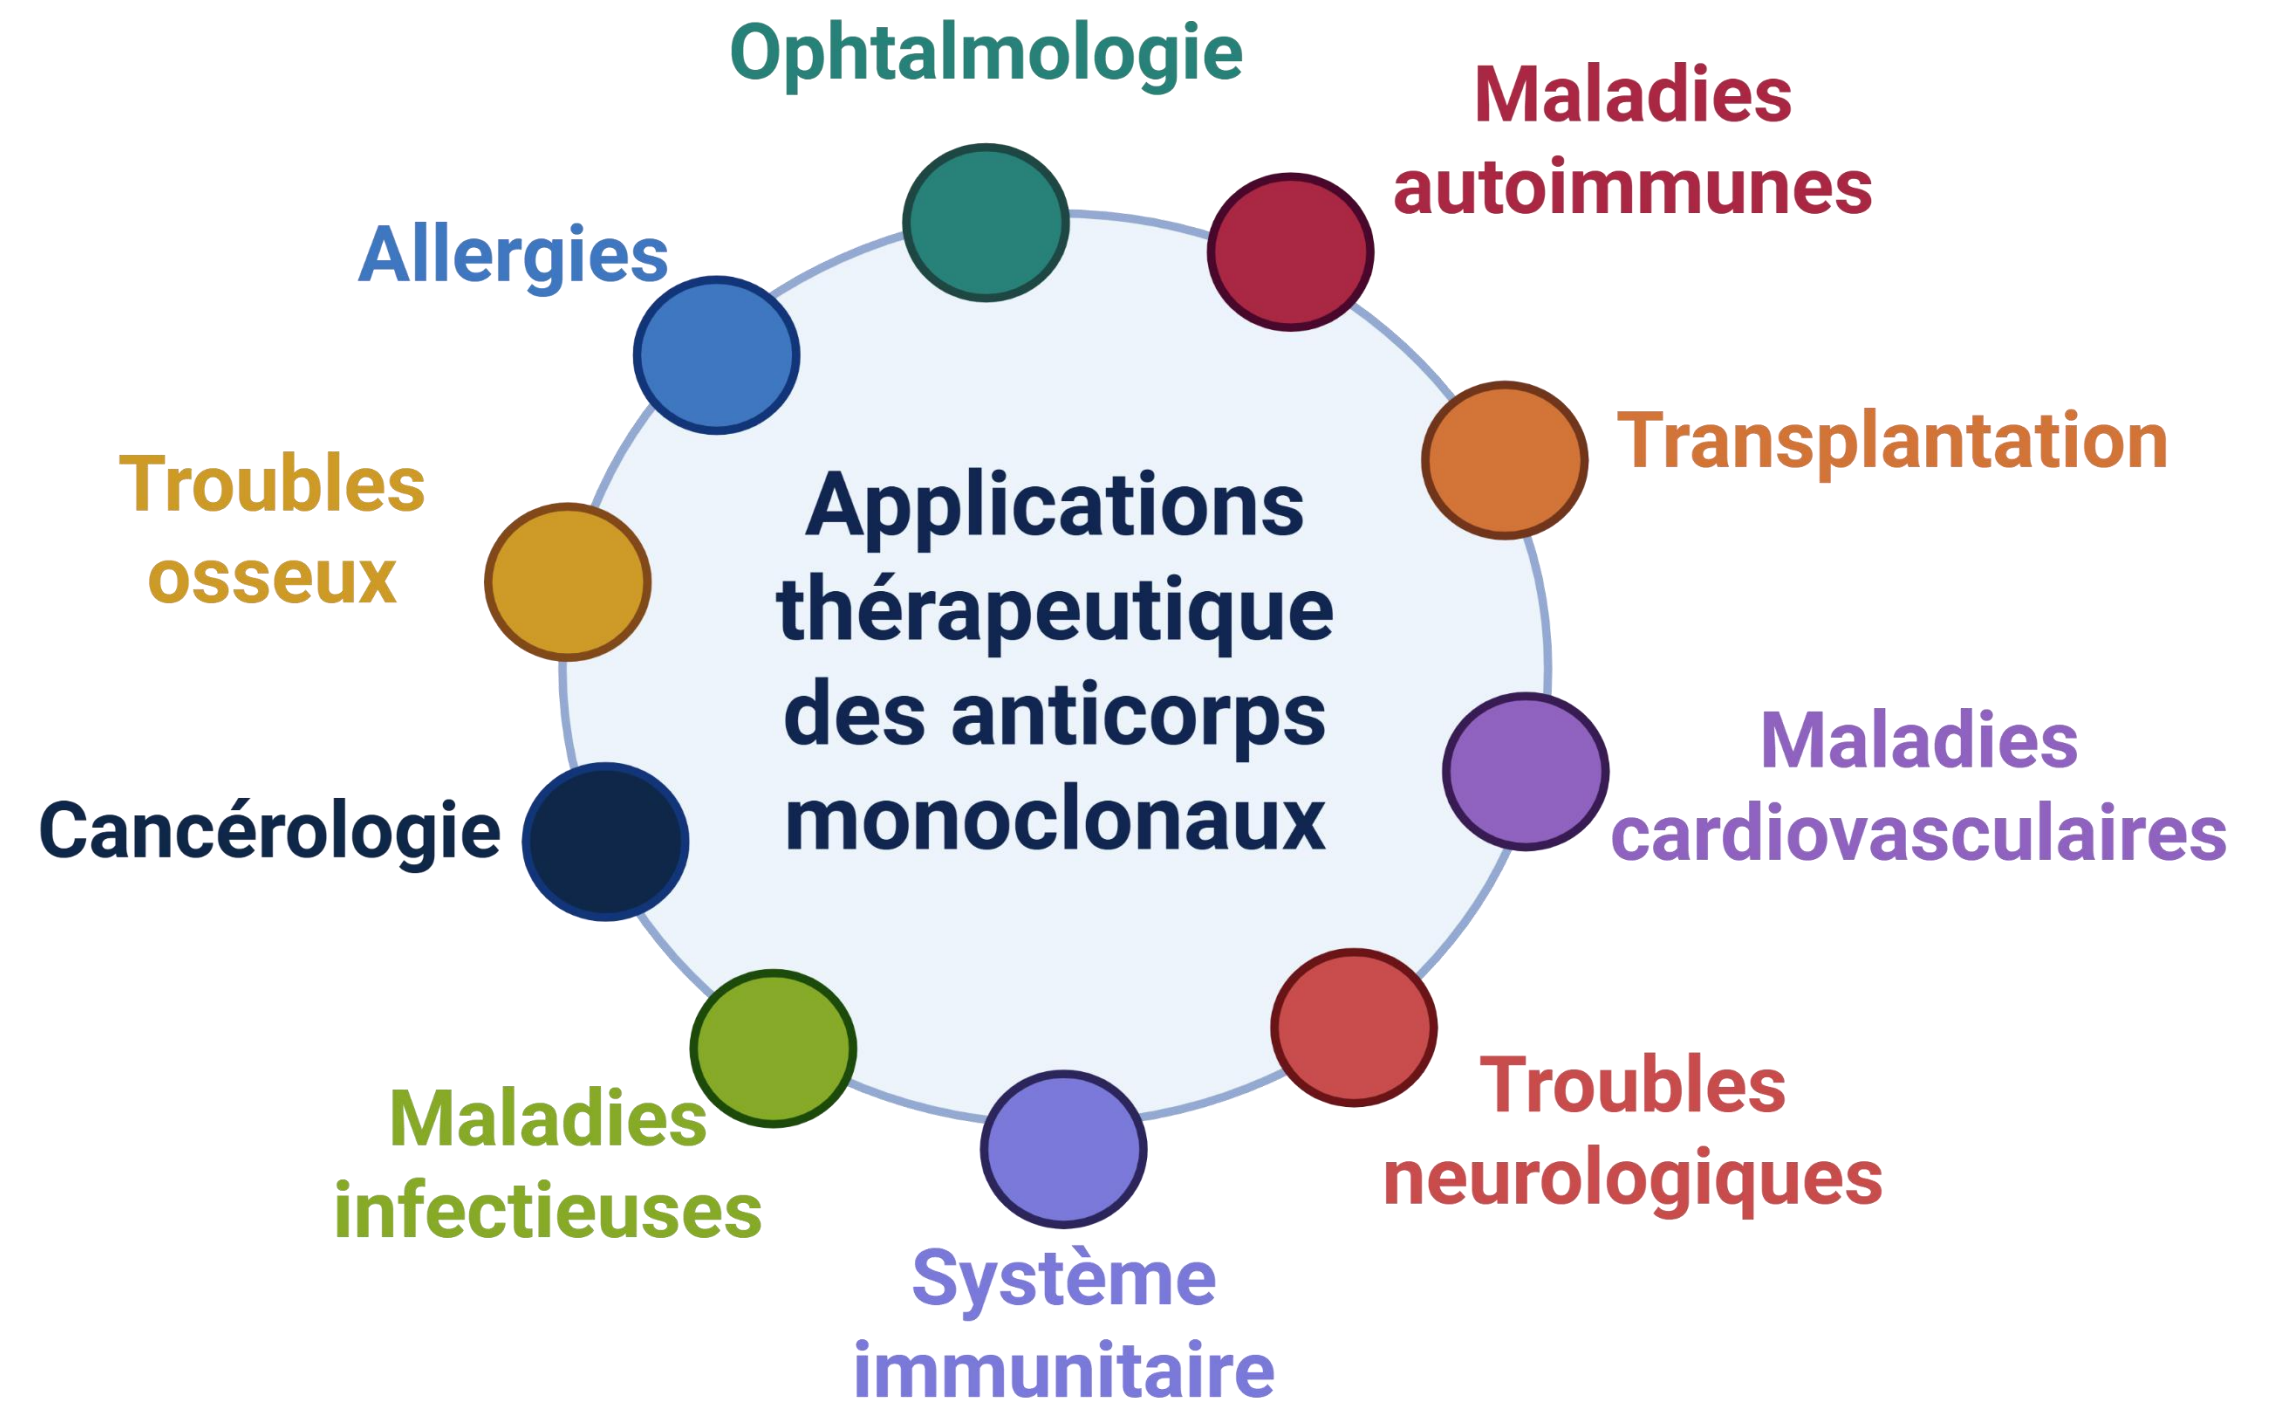 Ophtalmologie
Maladies
autoimmunes
Allergies
Transplantation
Troubles
osseux
Applications
thérapeutique
des anticorps
monoclonaux
Maladies
cardiovasculaires
Cancérologie
Troubles
neurologiques
Maladies
infectieuses
Système
immunitaire